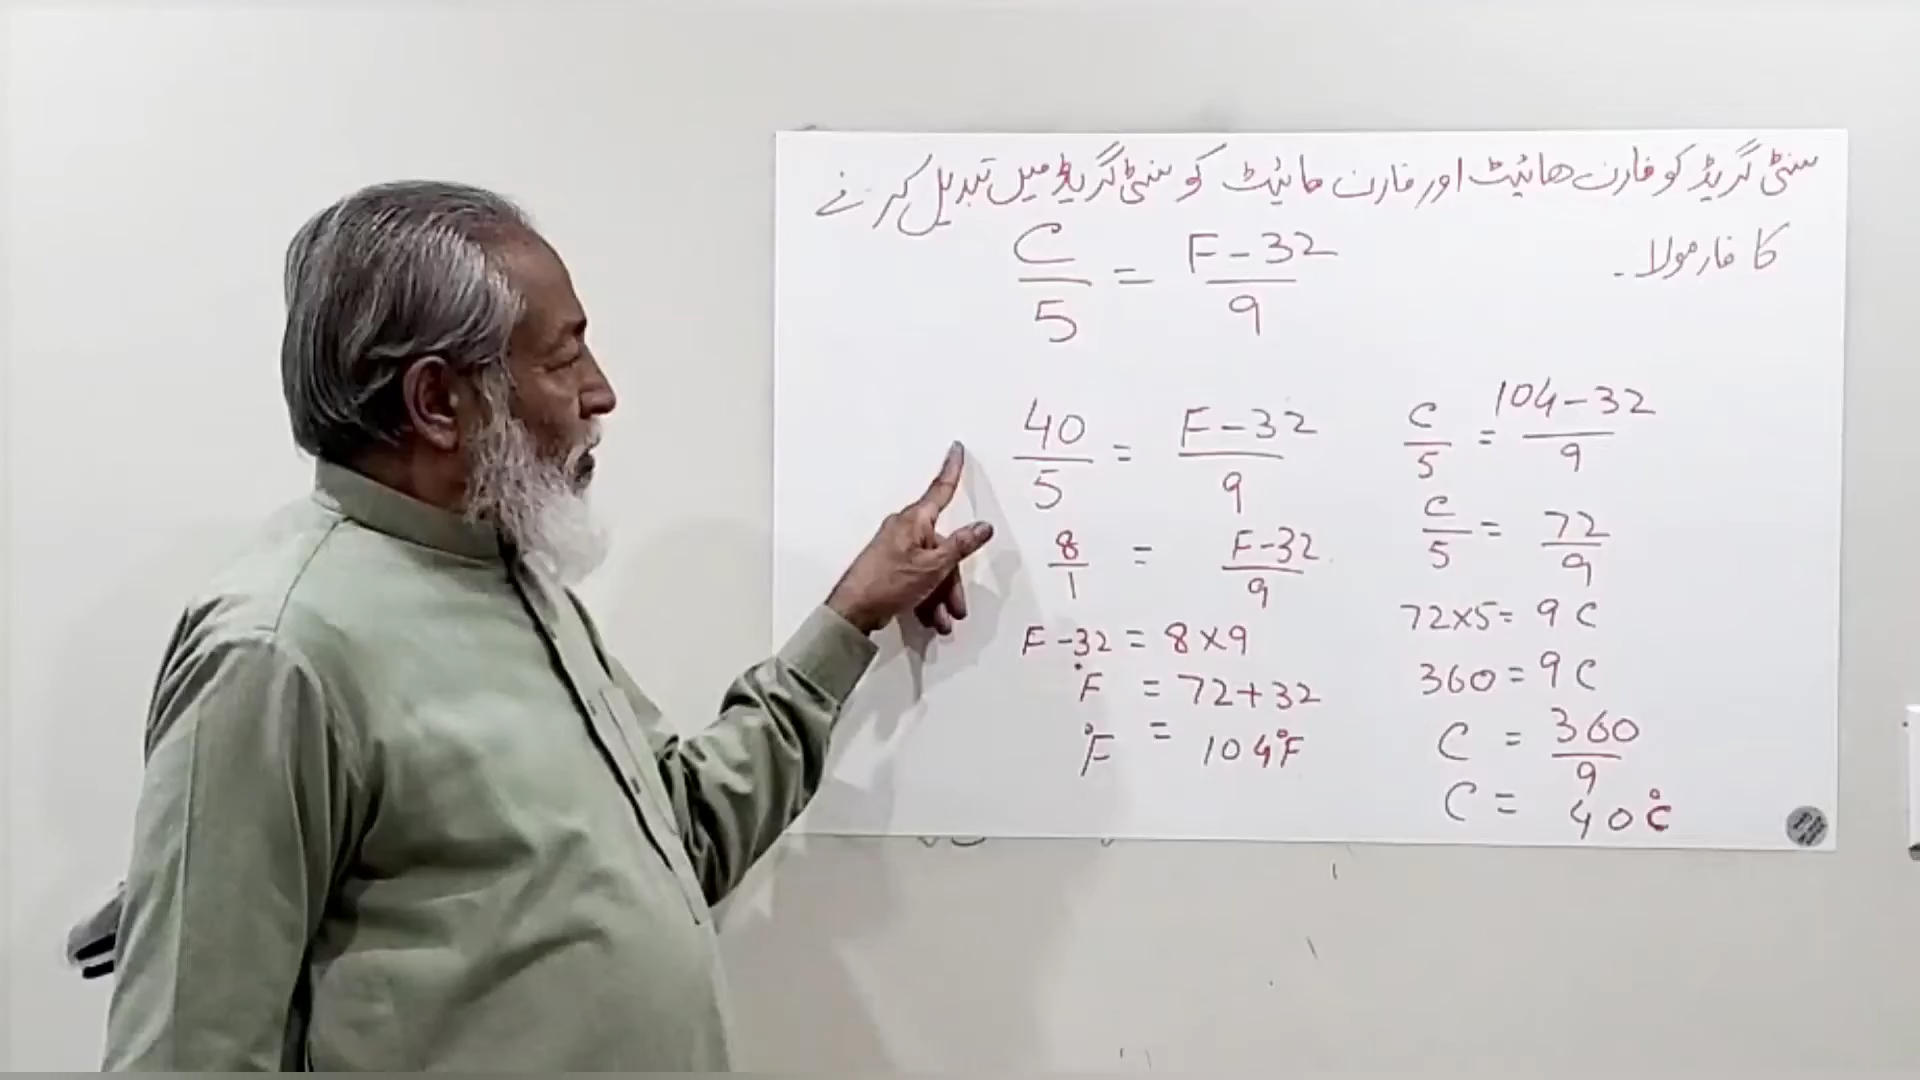 سنٹی گریڈ کو فارن ھائیٹ اور فارن ھائیٹ کو سنٹی گریڈ میں تبدیل کرنے
کا فارمولا۔
C/5 = F-32/9
40/5 = F-32/9
8/1 = F-32/9
F-32 = 8×9
°F = 72+32
°F = 104°F
C/5 = 104-32/9
C/5 = 72/9
72×5 = 9C
360 = 9C
C = 360/9
C = 40°C